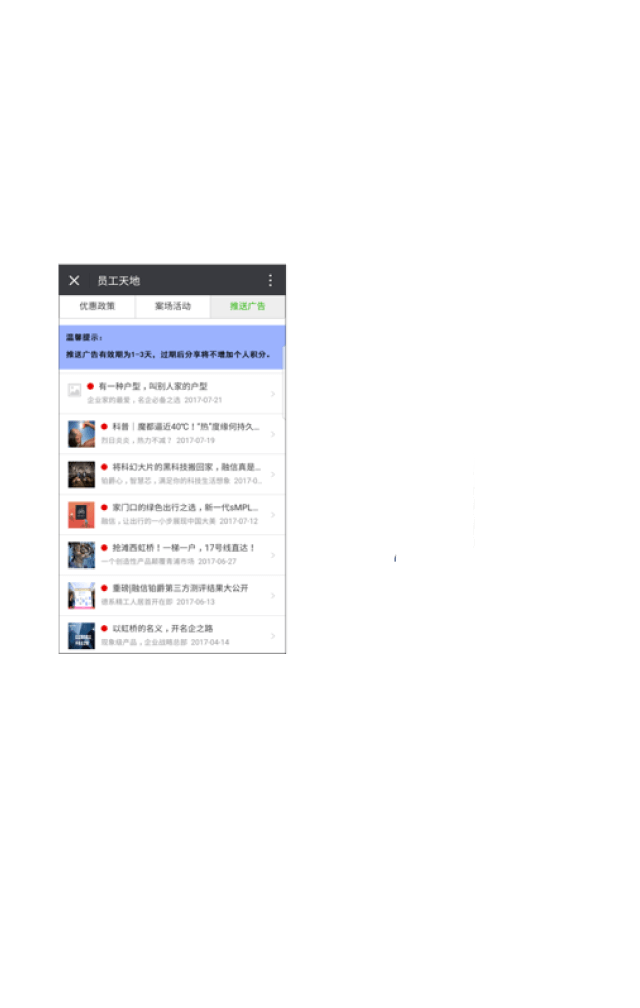 员工天地
优惠政策 案场活动 推送广告
温馨提示：
推送广告有效期为1-3天，过期后分享将不增加个人积分。
有一种户型，叫别人家的户型
企业家的最爱，名企业必备之选 2017-07-21
科普｜魔都逼近40℃！“热”度缘何持久...
烈日炎炎，热力不减？ 2017-07-19
将科幻大片的黑科技搬回家，融信真是...
铂爵心，智慧芯，满足你的科技生活想象 2017-0...
家门口的绿色出行之选，新一代sMPL...
融信，让出行的一小步展现中国大美 2017-07-12
抢滩西虹桥！一梯一户，17号线直达！
一个创造性产品颠覆青浦市场 2017-06-27
重磅|融信铂爵第三方测评结果大公开
德系精工人居首开在即 2017-06-13
以虹桥的名义，开名企之路
现象级产品，企业战略总部 2017-04-14